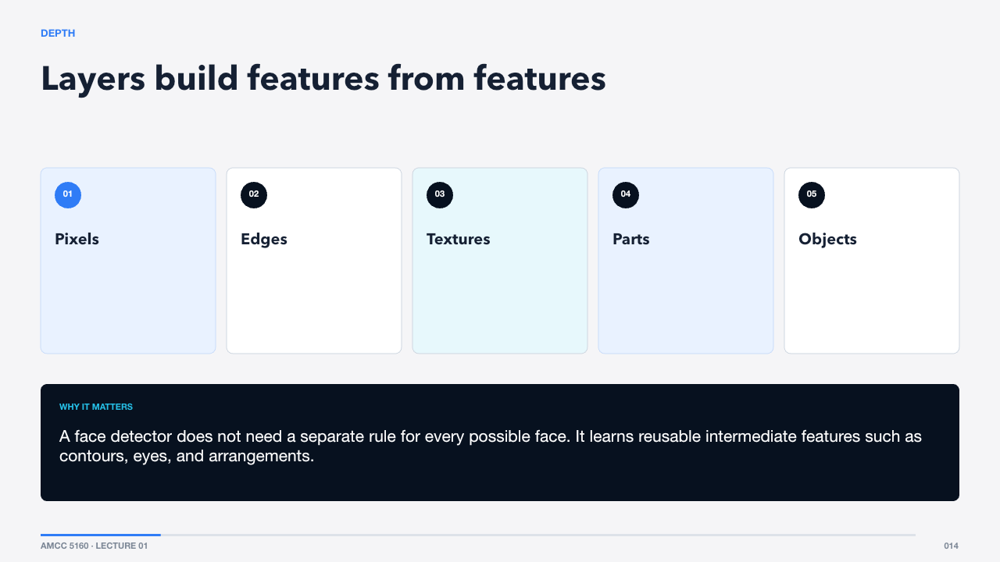 DEPTH
Layers build features from features
01
Pixels
02
Edges
03
Textures
04
Parts
05
Objects
WHY IT MATTERS
A face detector does not need a separate rule for every possible face. It learns reusable intermediate features such as
contours, eyes, and arrangements.
AMCC 5160 · LECTURE 01
014